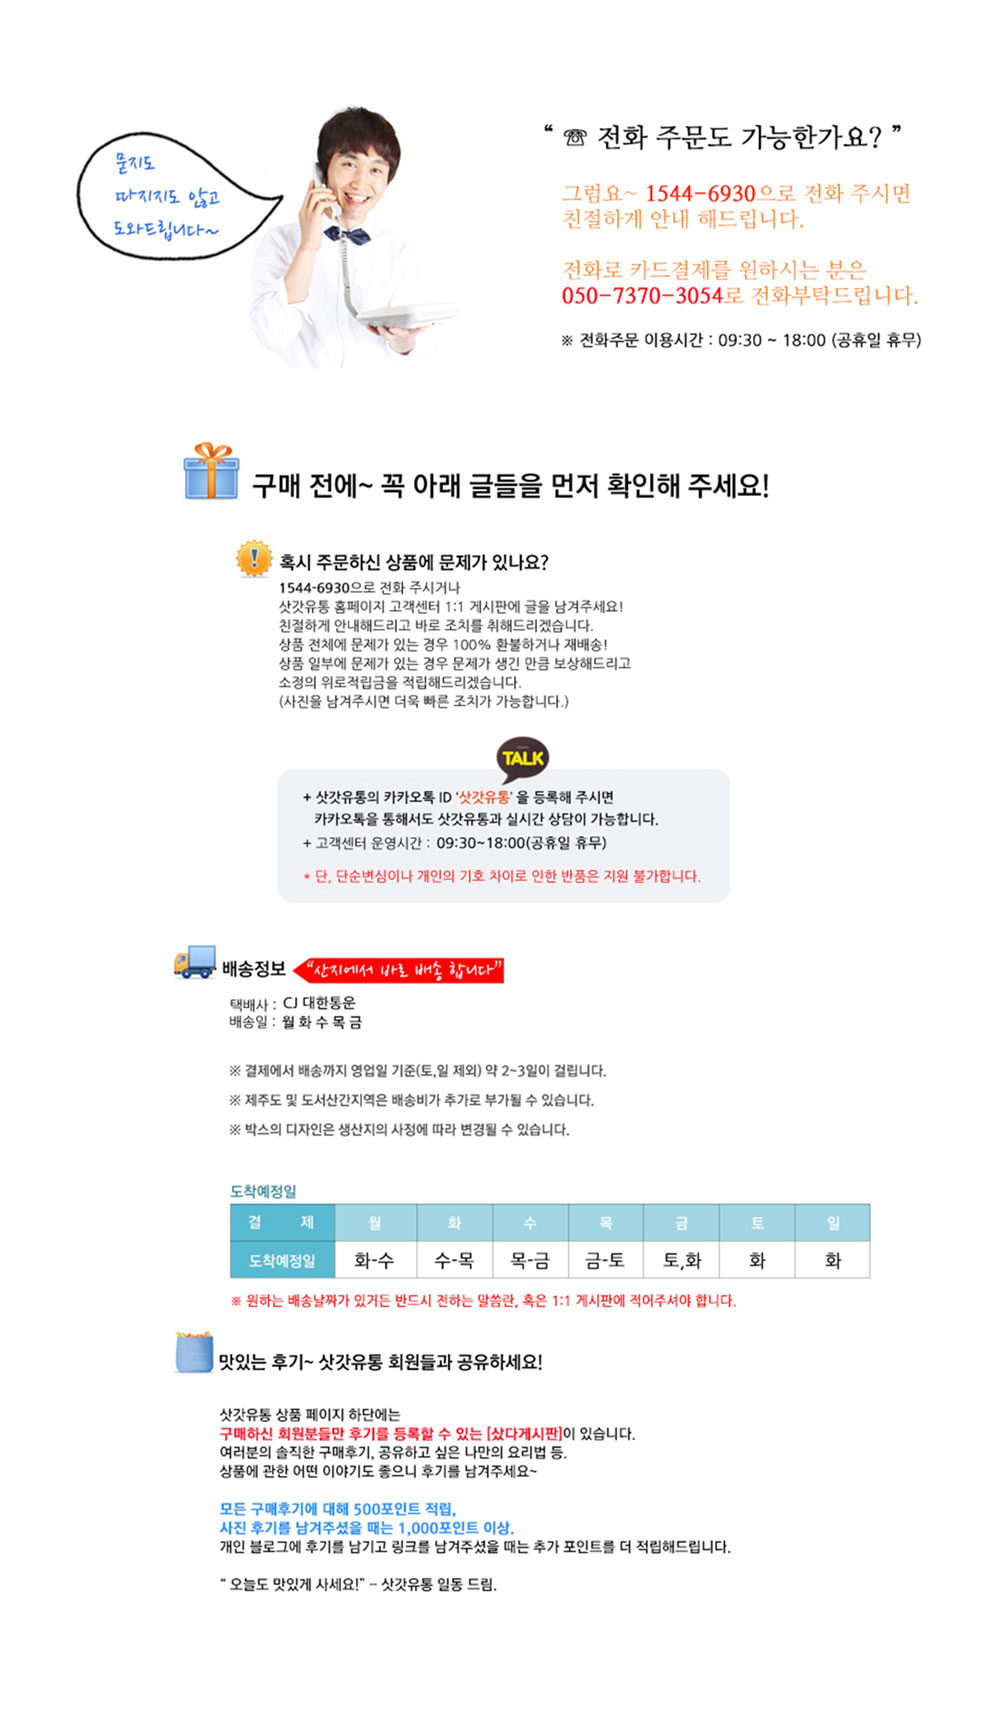 묻지도
따지지도 않고
도와드립니다~
“ ☏ 전화 주문도 가능한가요? ”
그럼요~ 1544-6930으로 전화 주시면
친절하게 안내 해드립니다.
전화로 카드결제를 원하시는 분은
050-7370-3054로 전화부탁드립니다.
※ 전화주문 이용시간 : 09:30 ~ 18:00 (공휴일 휴무)
구매 전에~ 꼭 아래 글들을 먼저 확인해 주세요!
혹시 주문하신 상품에 문제가 있나요?
1544-6930으로 전화 주시거나
삿갓유통 홈페이지 고객센터 1:1 게시판에 글을 남겨주세요!
친절하게 안내해드리고 바로 조치를 취해드리겠습니다.
상품 전체에 문제가 있는 경우 100% 환불하거나 재배송!
상품 일부에 문제가 있는 경우 문제가 생긴 만큼 보상해드리고
소정의 위로적립금을 적립해드리겠습니다.
(사진을 남겨주시면 더욱 빠른 조치가 가능합니다.)
TALK
+ 삿갓유통의 카카오톡 ID ‘삿갓유통’ 을 등록해 주시면
카카오톡을 통해서도 삿갓유통과 실시간 상담이 가능합니다.
+ 고객센터 운영시간 : 09:30~18:00(공휴일 휴무)
* 단, 단순변심이나 개인의 기호 차이로 인한 반품은 지원 불가합니다.
배송정보 “산지에서 바로 배송 합니다”
택배사 : CJ 대한통운
배송일 : 월 화 수 목 금
※ 결제에서 배송까지 영업일 기준(토,일 제외) 약 2~3일이 걸립니다.
※ 제주도 및 도서산간지역은 배송비가 추가로 부가될 수 있습니다.
※ 박스의 디자인은 생산지의 사정에 따라 변경될 수 있습니다.
도착예정일
결 제 월 화 수 목 금 토 일
도착예정일 화-수 수-목 목-금 금-토 토,화 화 화
※ 원하는 배송날짜가 있거든 반드시 전하는 말씀란, 혹은 1:1 게시판에 적어주셔야 합니다.
맛있는 후기~ 삿갓유통 회원들과 공유하세요!
삿갓유통 상품 페이지 하단에는
구매하신 회원분들만 후기를 등록할 수 있는 [샀다게시판]이 있습니다.
여러분의 솔직한 구매후기, 공유하고 싶은 나만의 요리법 등.
상품에 관한 어떤 이야기도 좋으니 후기를 남겨주세요~
모든 구매후기에 대해 500포인트 적립,
사진 후기를 남겨주셨을 때는 1,000포인트 이상.
개인 블로그에 후기를 남기고 링크를 남겨주셨을 때는 추가 포인트를 더 적립해드립니다.
“ 오늘도 맛있게 사세요!” – 삿갓유통 일동 드림.